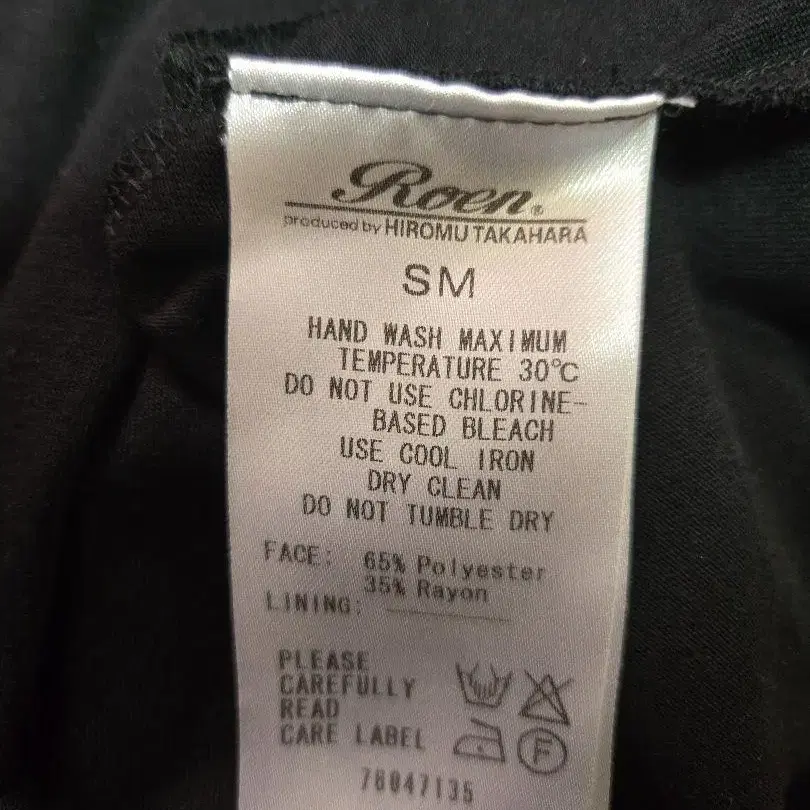 Roen®
produced by HIROMU TAKAHARA
SM
HAND WASH MAXIMUM
TEMPERATURE 30℃
DO NOT USE CHLORINE-
BASED BLEACH
USE COOL IRON
DRY CLEAN
DO NOT TUMBLE DRY
FACE: 65% Polyester
35% Rayon
LINING:
PLEASE
CAREFULLY
READ
CARE LABEL
F
78047135